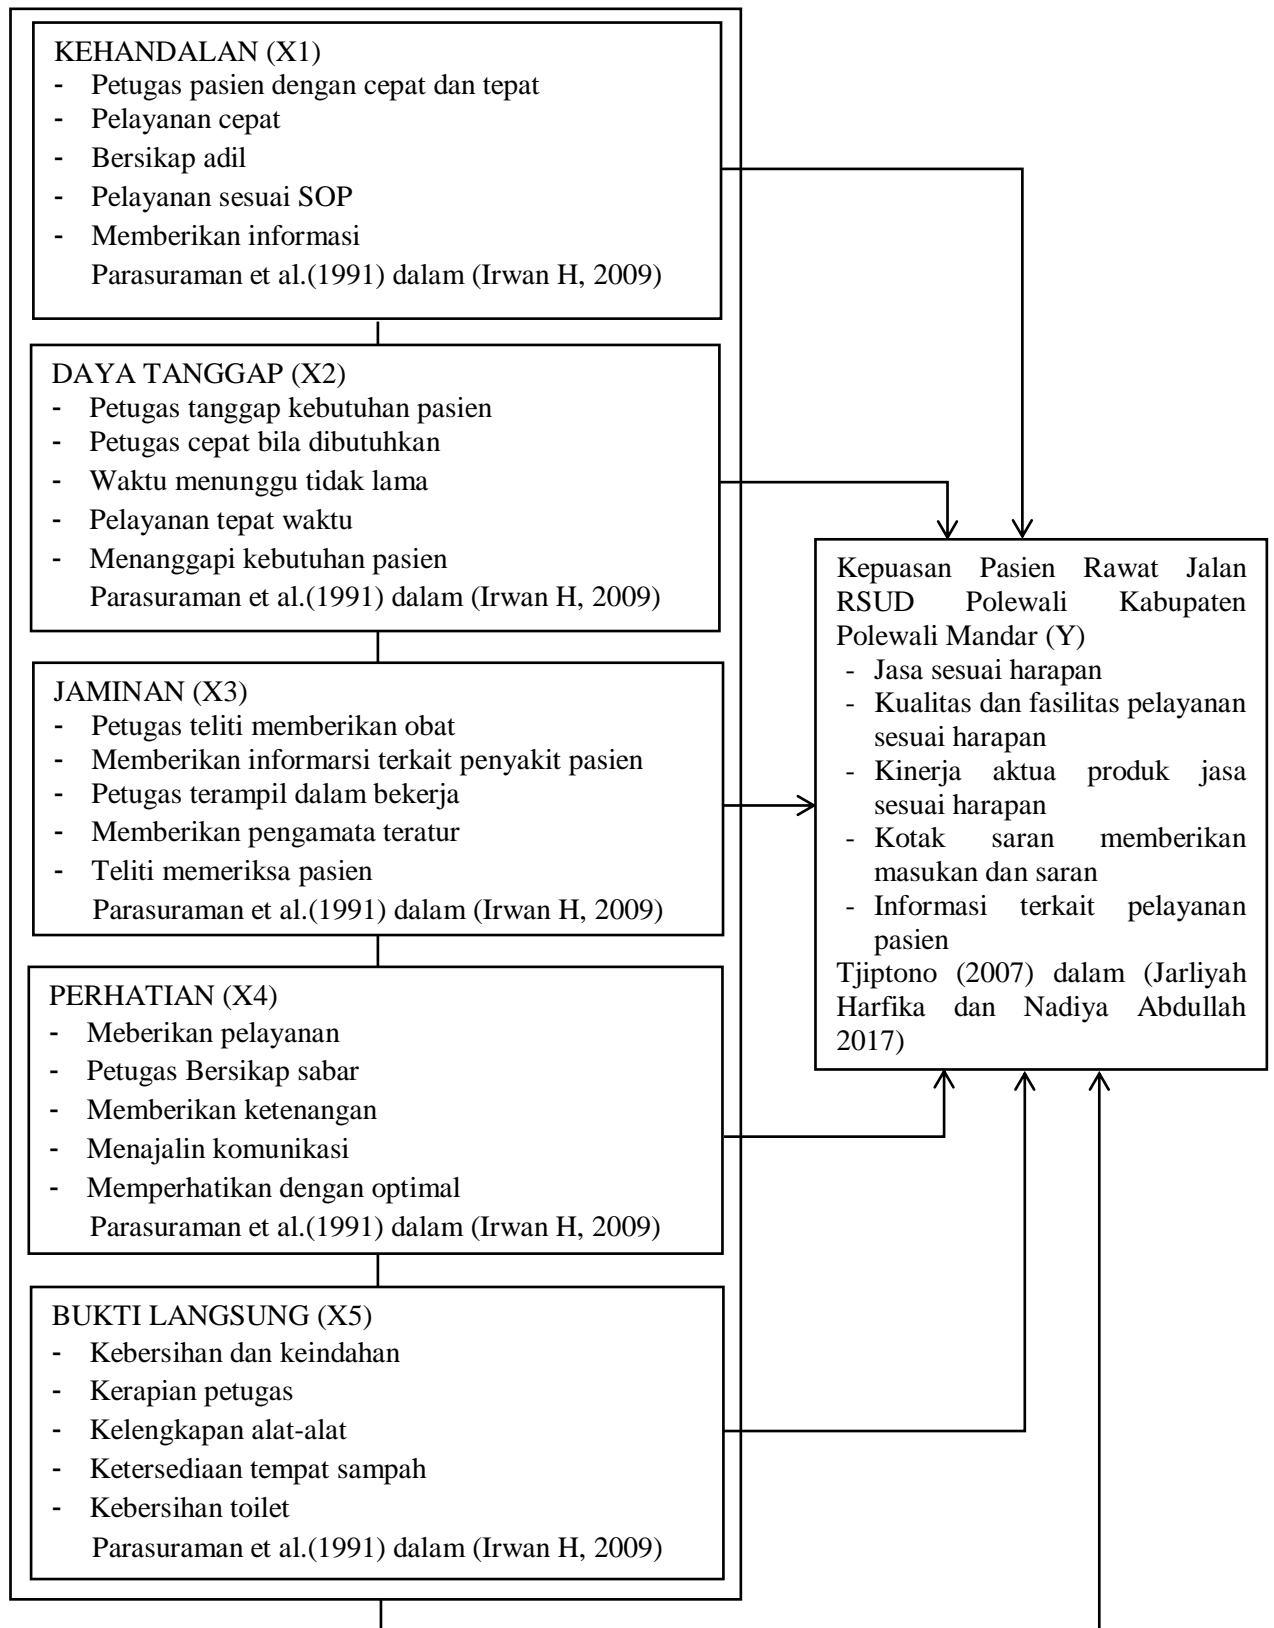 KEHANDALAN (X1)
- Petugas pasien dengan cepat dan tepat
- Pelayanan cepat
- Bersikap adil
- Pelayanan sesuai SOP
- Memberikan informasi
Parasuraman et al.(1991) dalam (Irwan H, 2009)
DAYA TANGGAP (X2)
- Petugas tanggap kebutuhan pasien
- Petugas cepat bila dibutuhkan
- Waktu menunggu tidak lama
- Pelayanan tepat waktu
- Menanggapi kebutuhan pasien
Parasuraman et al.(1991) dalam (Irwan H, 2009)
JAMINAN (X3)
- Petugas teliti memberikan obat
- Memberikan informarsi terkait penyakit pasien
- Petugas terampil dalam bekerja
- Memberikan pengamata teratur
- Teliti memeriksa pasien
Parasuraman et al.(1991) dalam (Irwan H, 2009)
PERHATIAN (X4)
- Meberikan pelayanan
- Petugas Bersikap sabar
- Memberikan ketenangan
- Menajalin komunikasi
- Memperhatikan dengan optimal
Parasuraman et al.(1991) dalam (Irwan H, 2009)
BUKTI LANGSUNG (X5)
- Kebersihan dan keindahan
- Kerapian petugas
- Kelengkapan alat-alat
- Ketersediaan tempat sampah
- Kebersihan toilet
Parasuraman et al.(1991) dalam (Irwan H, 2009)
Kepuasan Pasien Rawat Jalan
RSUD Polewali Kabupaten
Polewali Mandar (Y)
- Jasa sesuai harapan
- Kualitas dan fasilitas pelayanan
sesuai harapan
- Kinerja aktua produk jasa
sesuai harapan
- Kotak saran memberikan
masukan dan saran
- Informasi terkait pelayanan
pasien
Tjiptono (2007) dalam (Jarliyah
Harfika dan Nadiya Abdullah
2017)